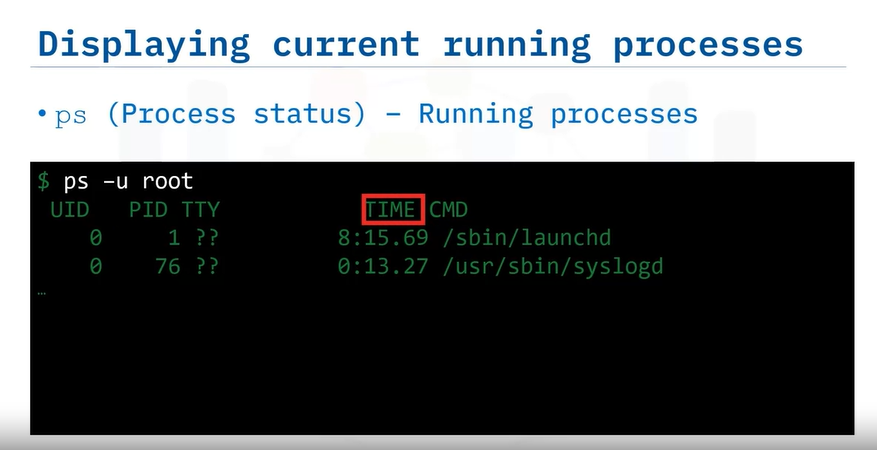 Displaying current running processes
• ps (Process status) – Running processes
$ ps –u root
UID PID TTY TIME CMD
0 1 ?? 8:15.69 /sbin/launchd
0 76 ?? 0:13.27 /usr/sbin/syslogd
…